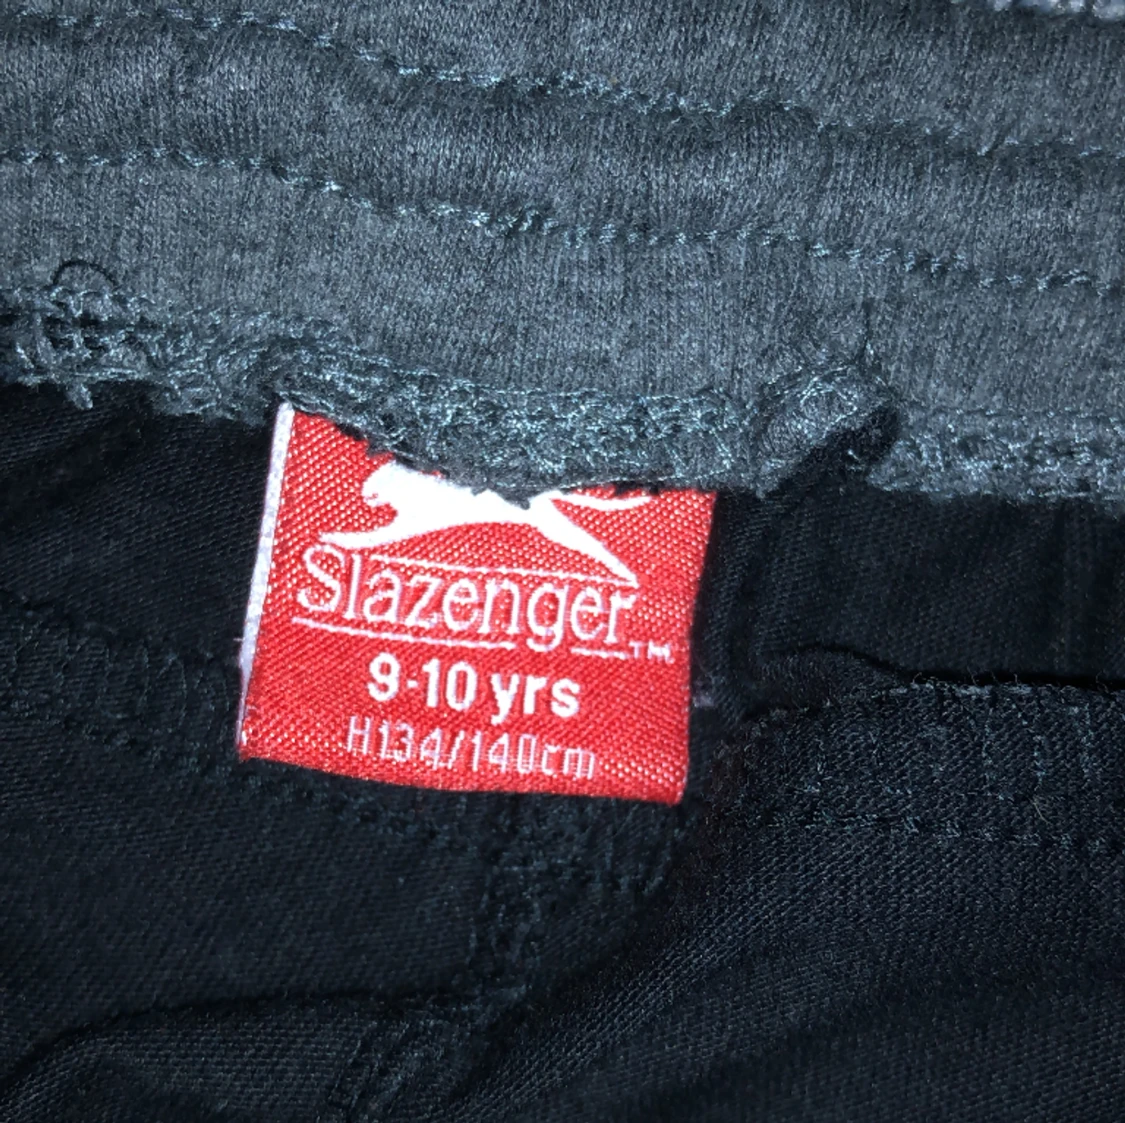 Slazenger™
9-10 yrs
H134/140cm